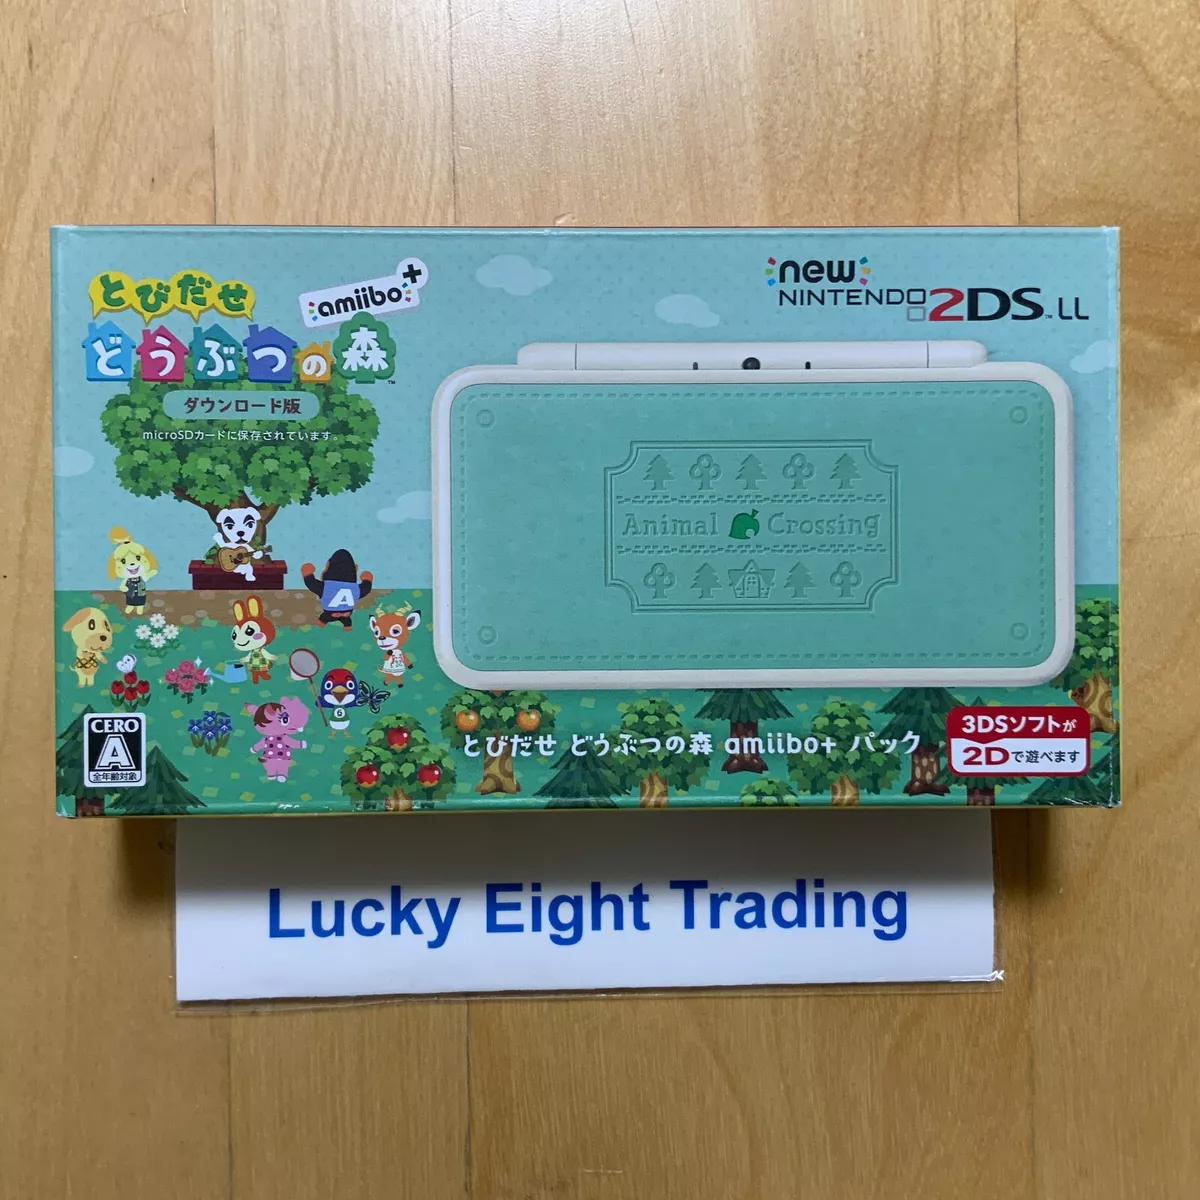 とびだせ
どうぶつの森™
amiibo+
ダウンロード版
microSDカードに保存されています。
new
NINTENDO 2DS™ LL
Animal Crossing
A
6
CERO
A
全年齢対象
とびだせ どうぶつの森 amiibo+ パック
3DSソフトが
2Dで遊べます
Lucky Eight Trading